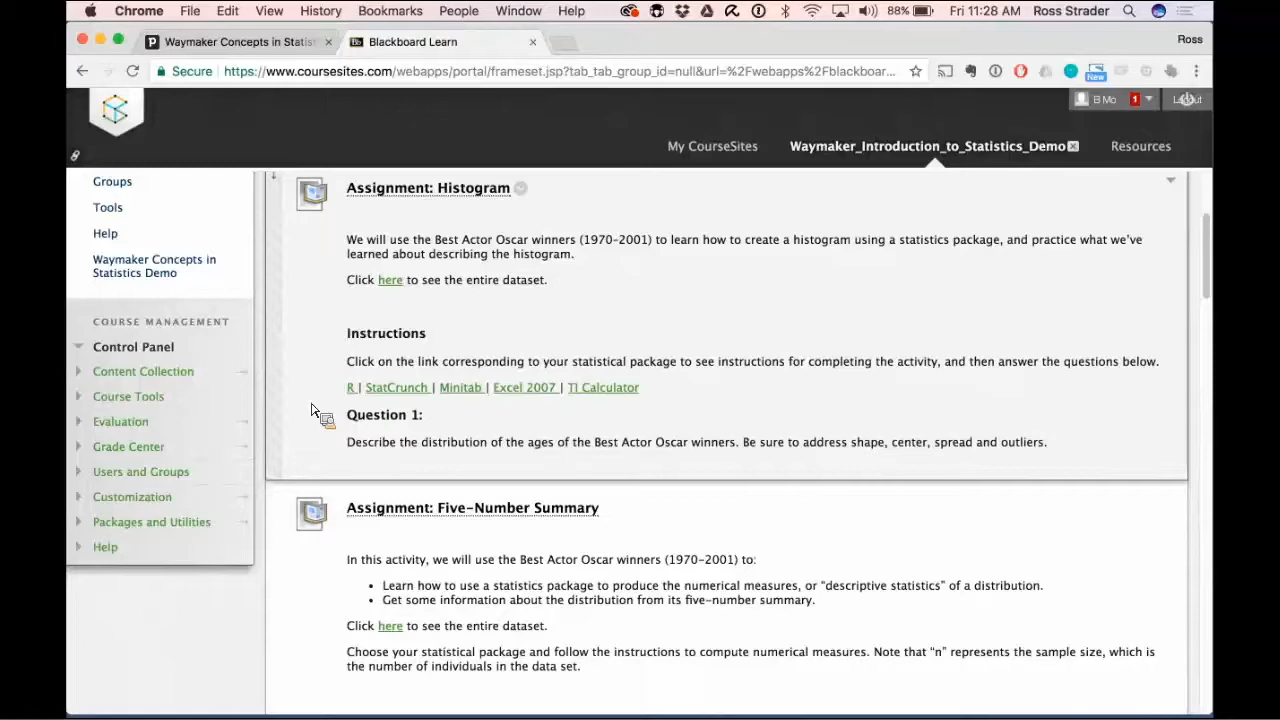 Chrome File Edit View History Bookmarks People Window Help 88% Fri 11:28 AM Ross Strader
Waymaker Concepts in Statist × Blackboard Learn × Ross
Secure https://www.coursesites.com/webapps/portal/frameset.jsp?tab_tab_group_id=null&url=%2Fwebapps%2Fblackboar... New
B Mo 1
My CourseSites Waymaker_Introduction_to_Statistics_Demo Resources
Groups
Tools
Help
Waymaker Concepts in
Statistics Demo
COURSE MANAGEMENT
Control Panel
Content Collection
Course Tools
Evaluation
Grade Center
Users and Groups
Customization
Packages and Utilities
Help
Assignment: Histogram
We will use the Best Actor Oscar winners (1970-2001) to learn how to create a histogram using a statistics package, and practice what we've
learned about describing the histogram.
Click here to see the entire dataset.
Instructions
Click on the link corresponding to your statistical package to see instructions for completing the activity, and then answer the questions below.
R | StatCrunch | Minitab | Excel 2007 | TI Calculator
Question 1:
Describe the distribution of the ages of the Best Actor Oscar winners. Be sure to address shape, center, spread and outliers.
Assignment: Five-Number Summary
In this activity, we will use the Best Actor Oscar winners (1970-2001) to:
• Learn how to use a statistics package to produce the numerical measures, or "descriptive statistics" of a distribution.
• Get some information about the distribution from its five-number summary.
Click here to see the entire dataset.
Choose your statistical package and follow the instructions to compute numerical measures. Note that "n" represents the sample size, which is
the number of individuals in the data set.